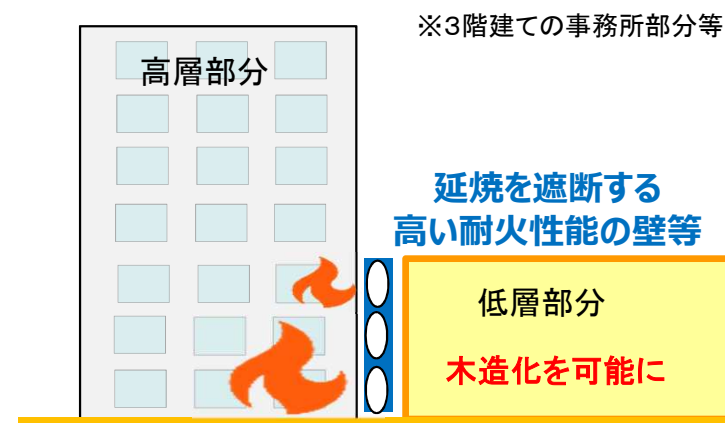 ※3階建ての事務所部分等
高層部分
延焼を遮断する
高い耐火性能の壁等
低層部分
木造化を可能に